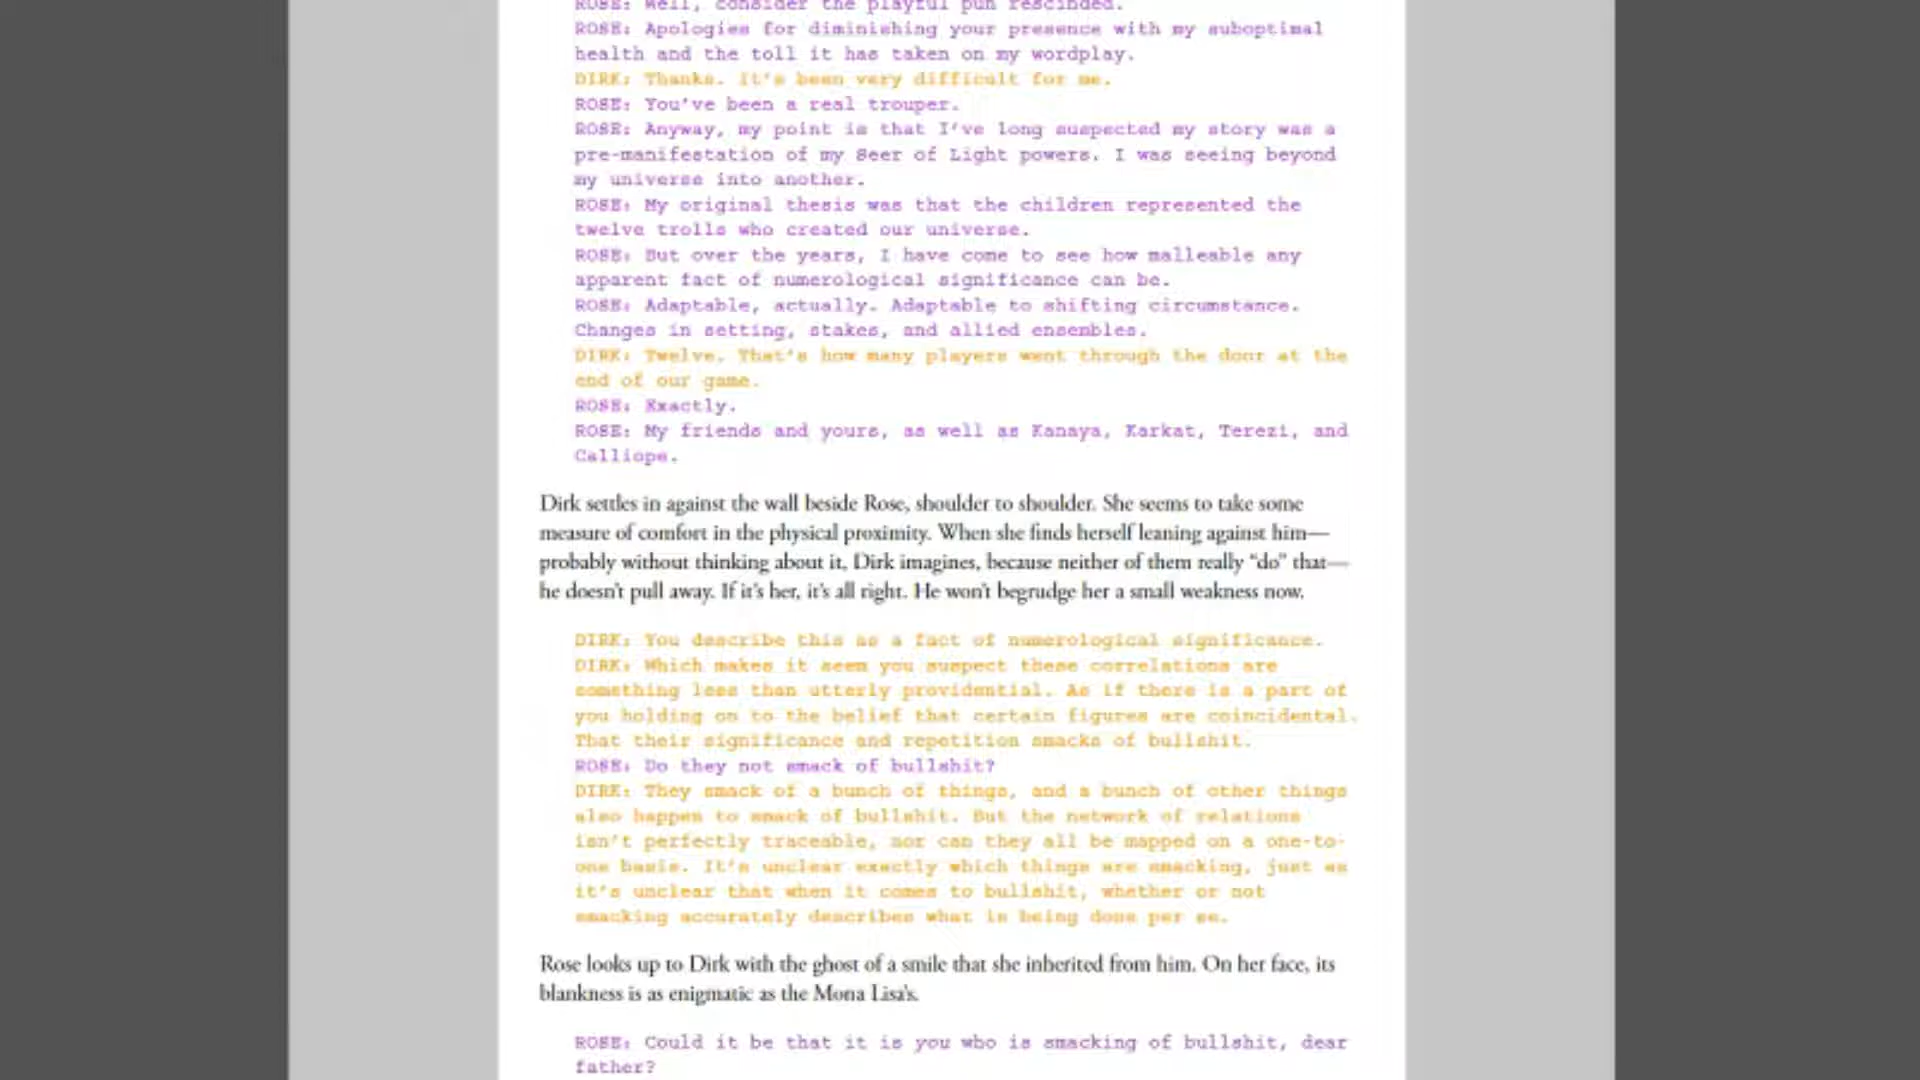 ROSE: Well, consider the playful pun rescinded.
ROSE: Apologies for diminishing your presence with my suboptimal
health and the toll it has taken on my wordplay.
DIRK: Thanks. It's been very difficult for me.
ROSE: You've been a real trouper.
ROSE: Anyway, my point is that I've long suspected my story was a
pre-manifestation of my Seer of Light powers. I was seeing beyond
my universe into another.
ROSE: My original thesis was that the children represented the
twelve trolls who created our universe.
ROSE: But over the years, I have come to see how malleable any
apparent fact of numerological significance can be.
ROSE: Adaptable, actually. Adaptable to shifting circumstance.
Changes in setting, stakes, and allied ensembles.
DIRK: Twelve. That's how many players went through the door at the
end of our game.
ROSE: Exactly.
ROSE: My friends and yours, as well as Kanaya, Karkat, Terezi, and
Calliope.
Dirk settles in against the wall beside Rose, shoulder to shoulder. She seems to take some
measure of comfort in the physical proximity. When she finds herself leaning against him—
probably without thinking about it, Dirk imagines, because neither of them really “do” that—
he doesn't pull away. If it's her, it's all right. He won't begrudge her a small weakness now.
DIRK: You describe this as a fact of numerological significance.
DIRK: Which makes it seem you suspect these correlations are
something less than utterly providential. As if there is a part of
you holding on to the belief that certain figures are coincidental.
That their significance and repetition smacks of bullshit.
ROSE: Do they not smack of bullshit?
DIRK: They smack of a bunch of things, and a bunch of other things
also happen to smack of bullshit. But the network of relations
isn't perfectly traceable, nor can they all be mapped on a one-to-
one basis. It's unclear exactly which things are smacking, just as
it's unclear that when it comes to bullshit, whether or not
smacking accurately describes what is being done per se.
Rose looks up to Dirk with the ghost of a smile that she inherited from him. On her face, its
blankness is as enigmatic as the Mona Lisa's.
ROSE: Could it be that it is you who is smacking of bullshit, dear
father?